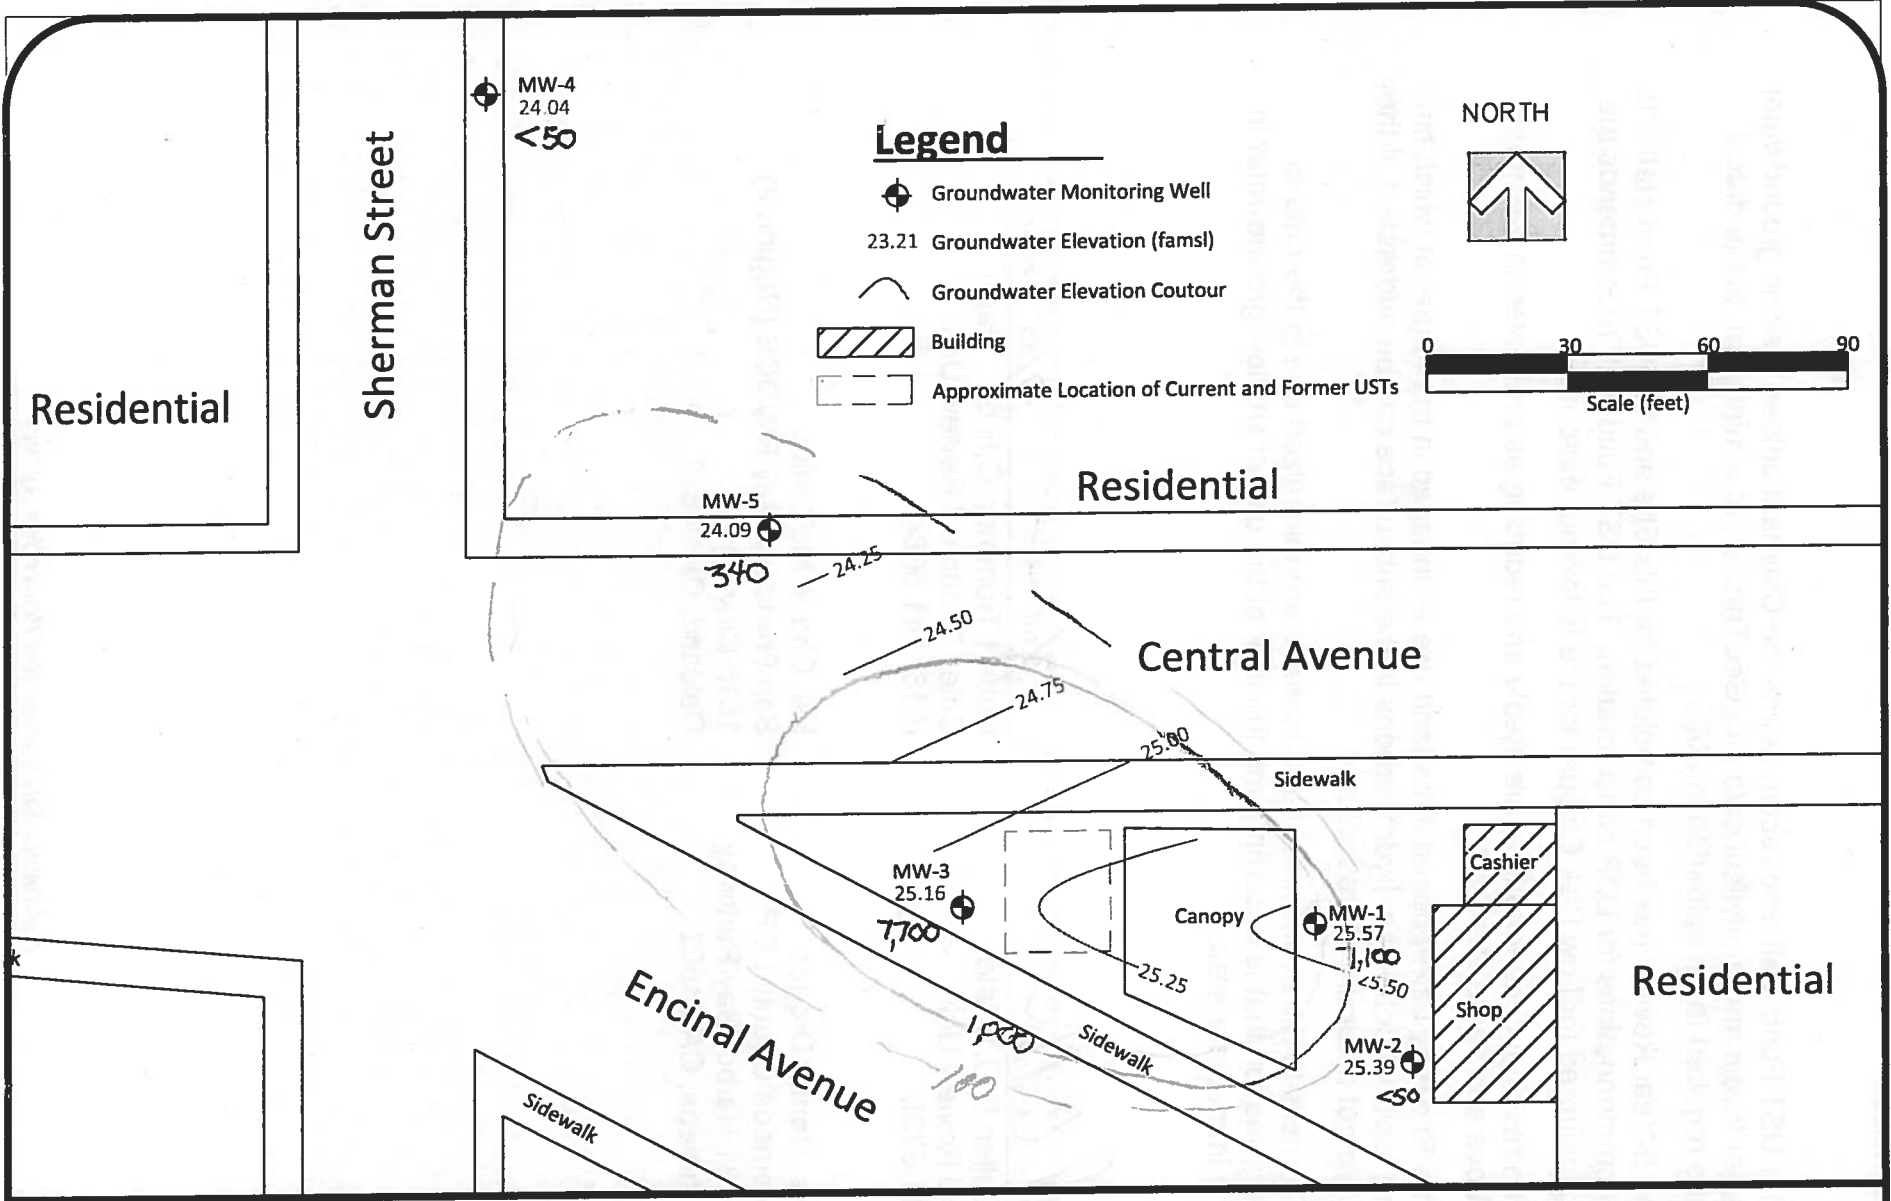 MW-4
24.04
<50
Legend
Groundwater Monitoring Well
23.21 Groundwater Elevation (famsl)
Groundwater Elevation Coutour
Building
Approximate Location of Current and Former USTs
NORTH
0 30 60 90
Scale (feet)
Sherman Street
Residential
Residential
MW-5
24.09
340
24.25
24.50
24.75
25.00
Central Avenue
Sidewalk
MW-3
25.16
7,700
Canopy
25.25
MW-1
25.57
1,100
25.50
Cashier
Shop
MW-2
25.39
<50
Residential
Encinal Avenue
1,000
100
Sidewalk
Sidewalk
k